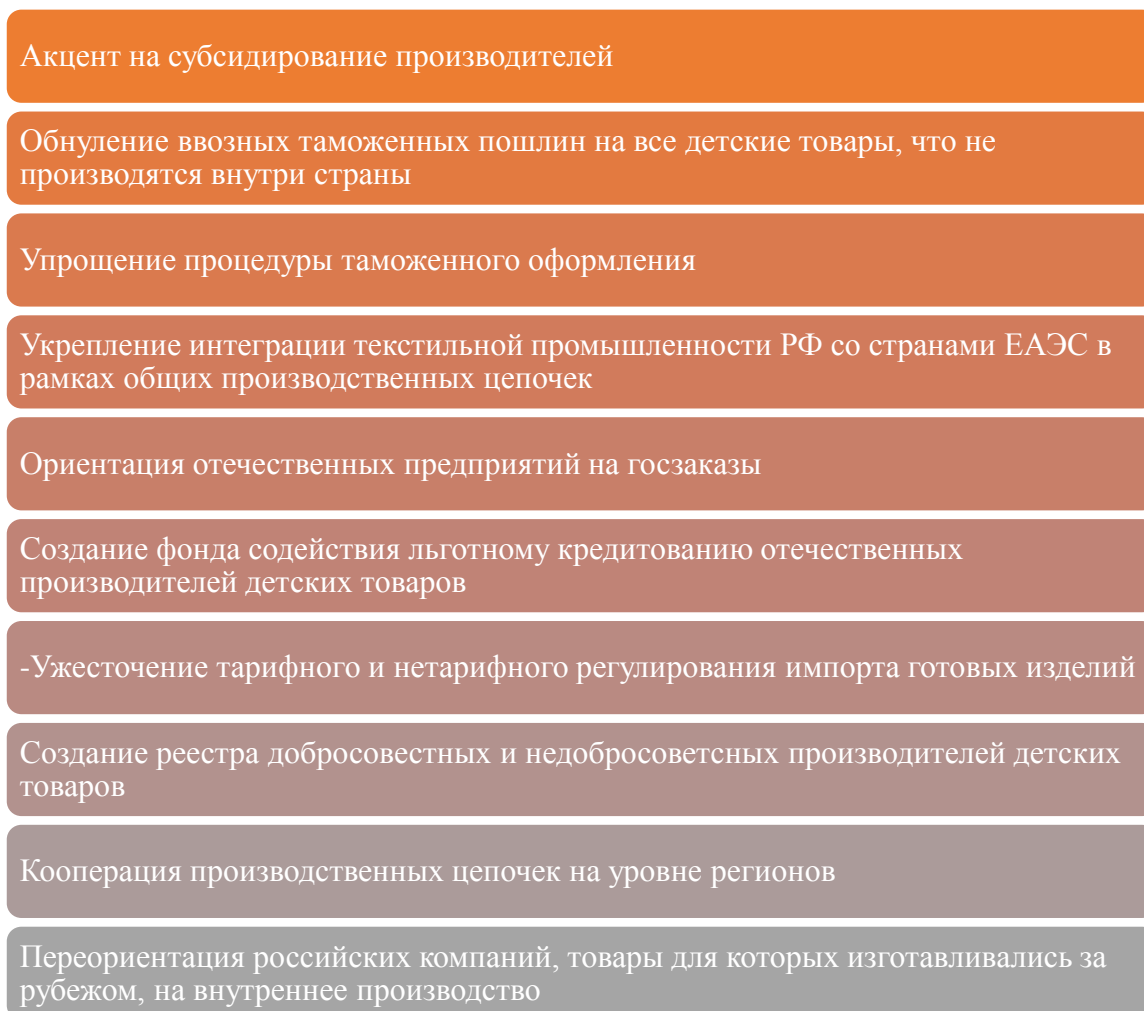 Акцент на субсидирование производителей
Обнуление ввозных таможенных пошлин на все детские товары, что не
производятся внутри страны
Упрощение процедуры таможенного оформления
Укрепление интеграции текстильной промышленности РФ со странами ЕАЭС в
рамках общих производственных цепочек
Ориентация отечественных предприятий на госзаказы
Создание фонда содействия льготному кредитованию отечественных
производителей детских товаров
-Ужесточение тарифного и нетарифного регулирования импорта готовых изделий
Создание реестра добросовестных и недобросоветсных производителей детских
товаров
Кооперация производственных цепочек на уровне регионов
Переориентация российских компаний, товары для которых изготавливались за
рубежом, на внутреннее производство